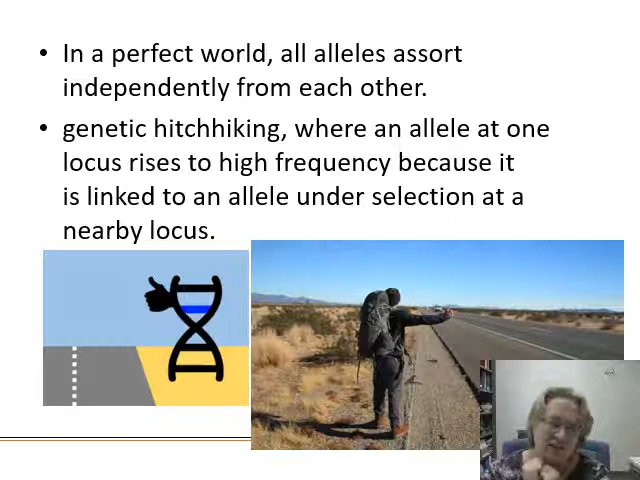 • In a perfect world, all alleles assort
independently from each other.
• genetic hitchhiking, where an allele at one
locus rises to high frequency because it
is linked to an allele under selection at a
nearby locus.